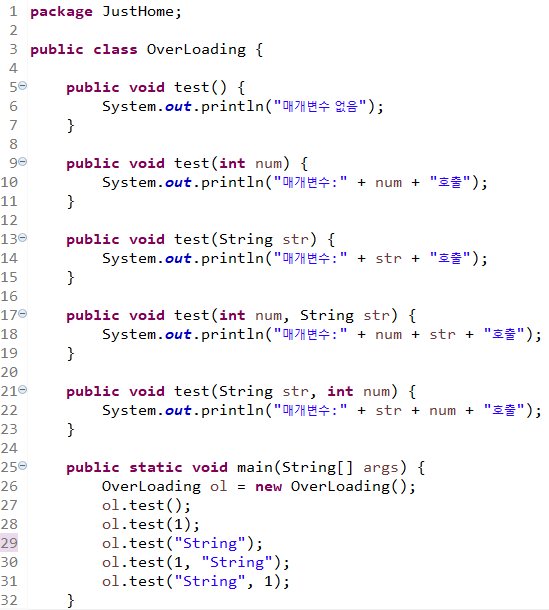 1 package JustHome;
2
3 public class OverLoading {
4
5 public void test() {
6 System.out.println("매개변수 없음");
7 }
8
9 public void test(int num) {
10 System.out.println("매개변수:" + num + "호출");
11 }
12
13 public void test(String str) {
14 System.out.println("매개변수:" + str + "호출");
15 }
16
17 public void test(int num, String str) {
18 System.out.println("매개변수:" + num + str + "호출");
19 }
20
21 public void test(String str, int num) {
22 System.out.println("매개변수:" + str + num + "호출");
23 }
24
25 public static void main(String[] args) {
26 OverLoading ol = new OverLoading();
27 ol.test();
28 ol.test(1);
29 ol.test("String");
30 ol.test(1, "String");
31 ol.test("String", 1);
32 }